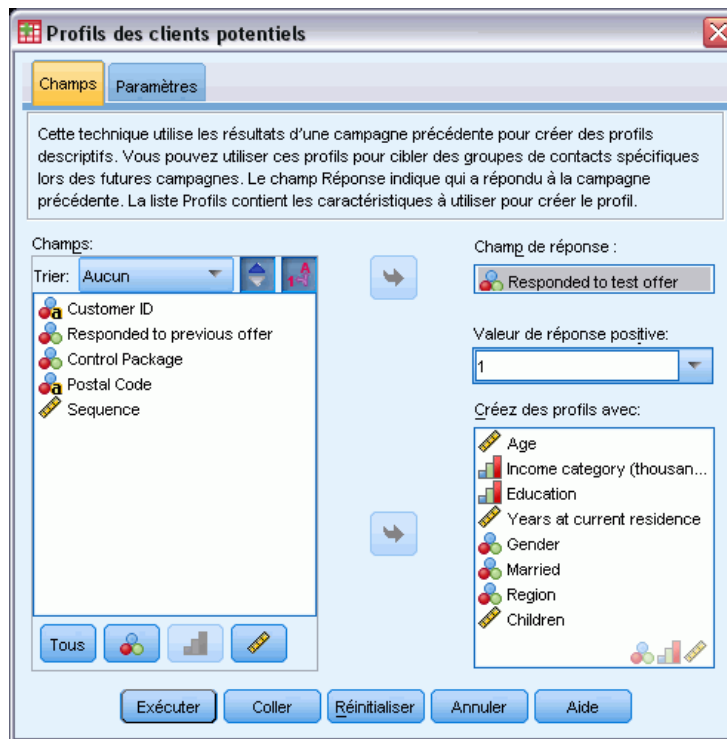 Profils des clients potentiels
Champs
Paramètres
Cette technique utilise les résultats d'une campagne précédente pour créer des profils
descriptifs. Vous pouvez utiliser ces profils pour cibler des groupes de contacts spécifiques
lors des futures campagnes. Le champ Réponse indique qui a répondu à la campagne
précédente. La liste Profils contient les caractéristiques à utiliser pour créer le profil.
Champs:
Trier: Aucun
Customer ID
Responded to previous offer
Control Package
Postal Code
Sequence
Tous
Champ de réponse :
Responded to test offer
Valeur de réponse positive:
1
Créez des profils avec:
Age
Income category (thousan...
Education
Years at current residence
Gender
Married
Region
Children
Exécuter
Coller
Réinitialiser
Annuler
Aide